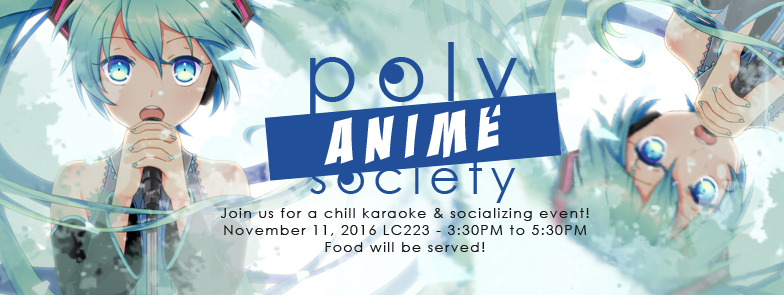 poly
ANIMÉ
society
Join us for a chill karaoke & socializing event!
November 11, 2016 LC223 - 3:30PM to 5:30PM
Food will be served!